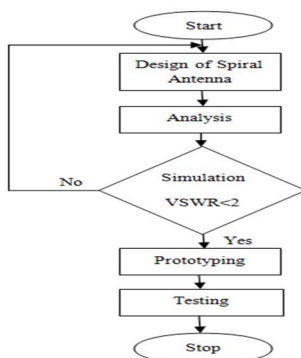 Start
Design of Spiral
Antenna
Analysis
Simulation
No
VSWR<2
Yes
Prototyping
Testing
Stop